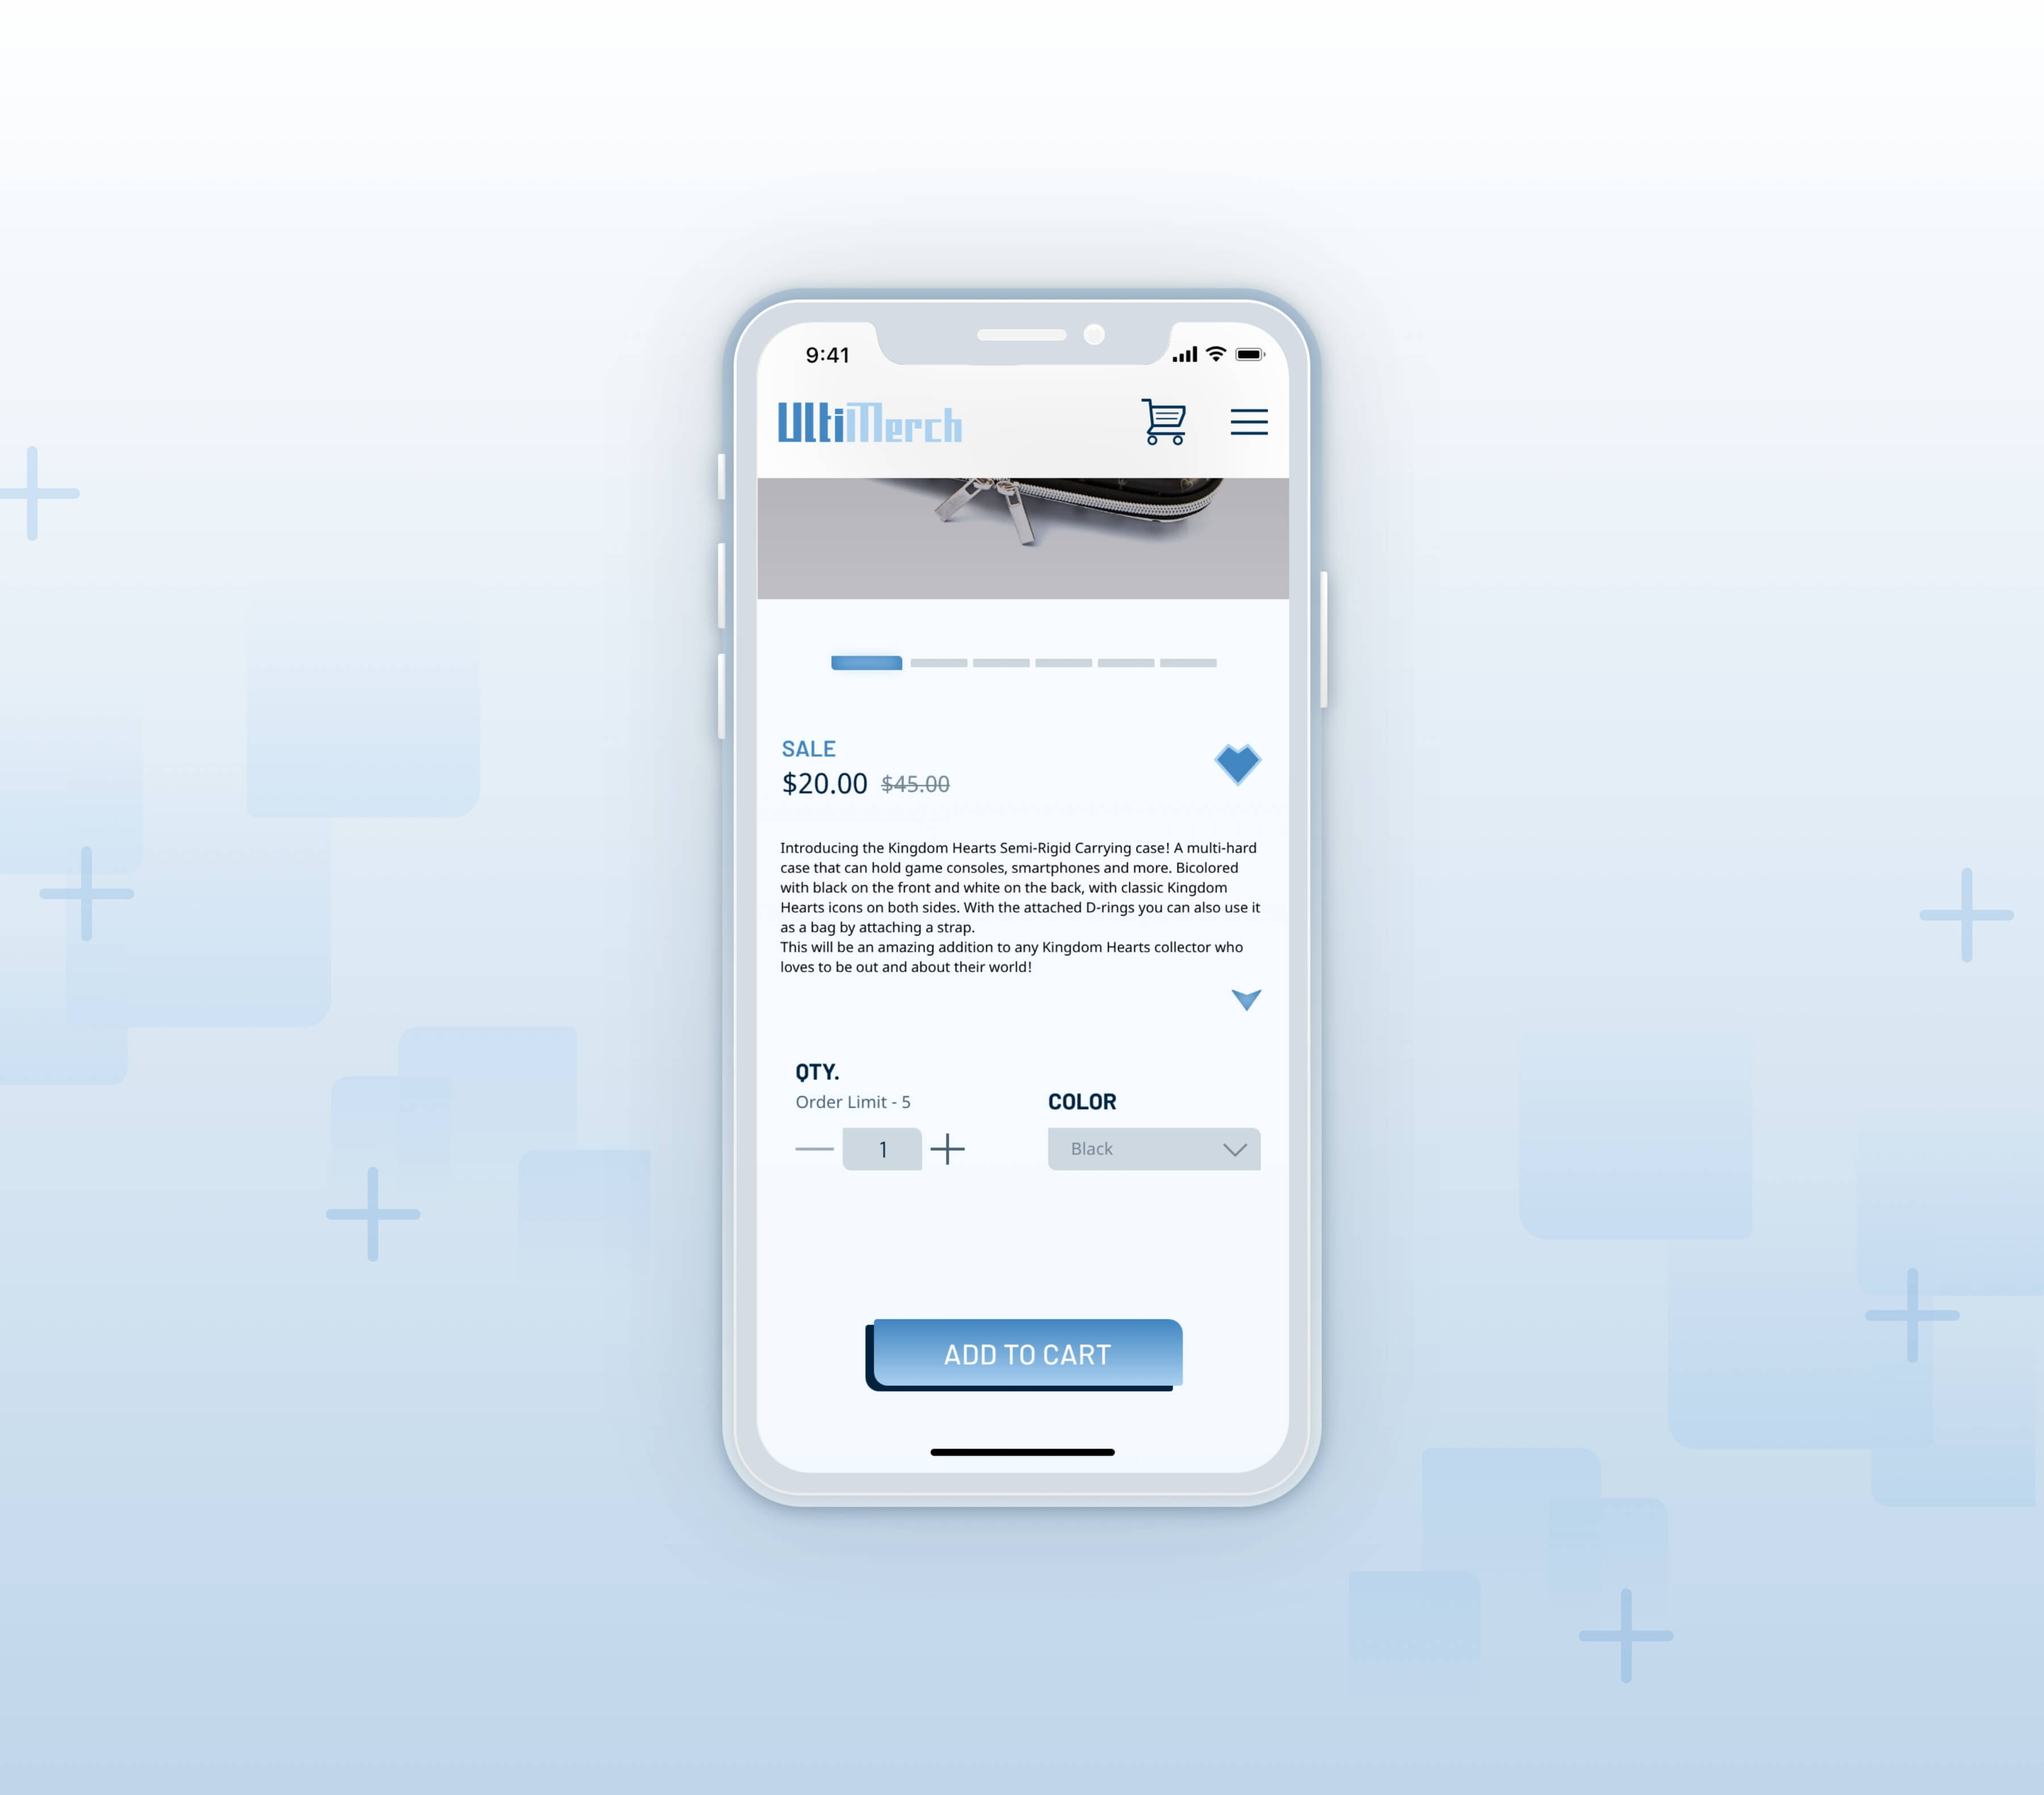 9:41
UltiMerch
SALE
$20.00 $45.00
Introducing the Kingdom Hearts Semi-Rigid Carrying case! A multi-hard
case that can hold game consoles, smartphones and more. Bicolored
with black on the front and white on the back, with classic Kingdom
Hearts icons on both sides. With the attached D-rings you can also use it
as a bag by attaching a strap.
This will be an amazing addition to any Kingdom Hearts collector who
loves to be out and about their world!
QTY.
Order Limit - 5
COLOR
1
Black
ADD TO CART